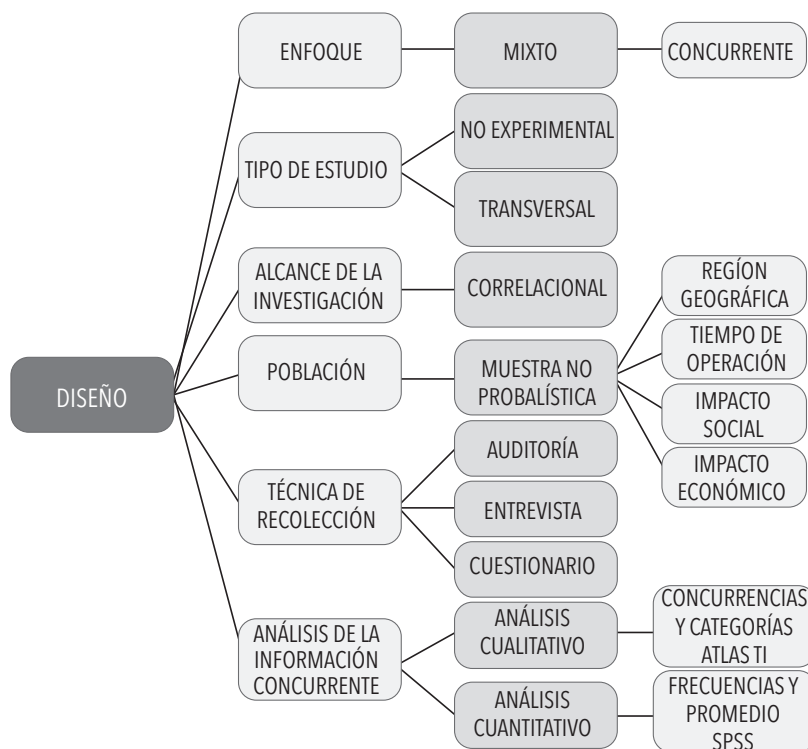 ENFOQUE
MIXTO
CONCURRENTE
TIPO DE ESTUDIO
NO EXPERIMENTAL
TRANSVERSAL
ALCANCE DE LA
INVESTIGACIÓN
CORRELACIONAL
DISEÑO
POBLACIÓN
MUESTRA NO
PROBALÍSTICA
REGÍON
GEOGRÁFICA
TIEMPO DE
OPERACIÓN
IMPACTO
SOCIAL
IMPACTO
ECONÓMICO
TÉCNICA DE
RECOLECCIÓN
AUDITORÍA
ENTREVISTA
CUESTIONARIO
ANÁLISIS DE LA
INFORMACIÓN
CONCURRENTE
ANÁLISIS
CUALITATIVO
CONCURRENCIAS
Y CATEGORÍAS
ATLAS TI
ANÁLISIS
CUANTITATIVO
FRECUENCIAS Y
PROMEDIO
SPSS